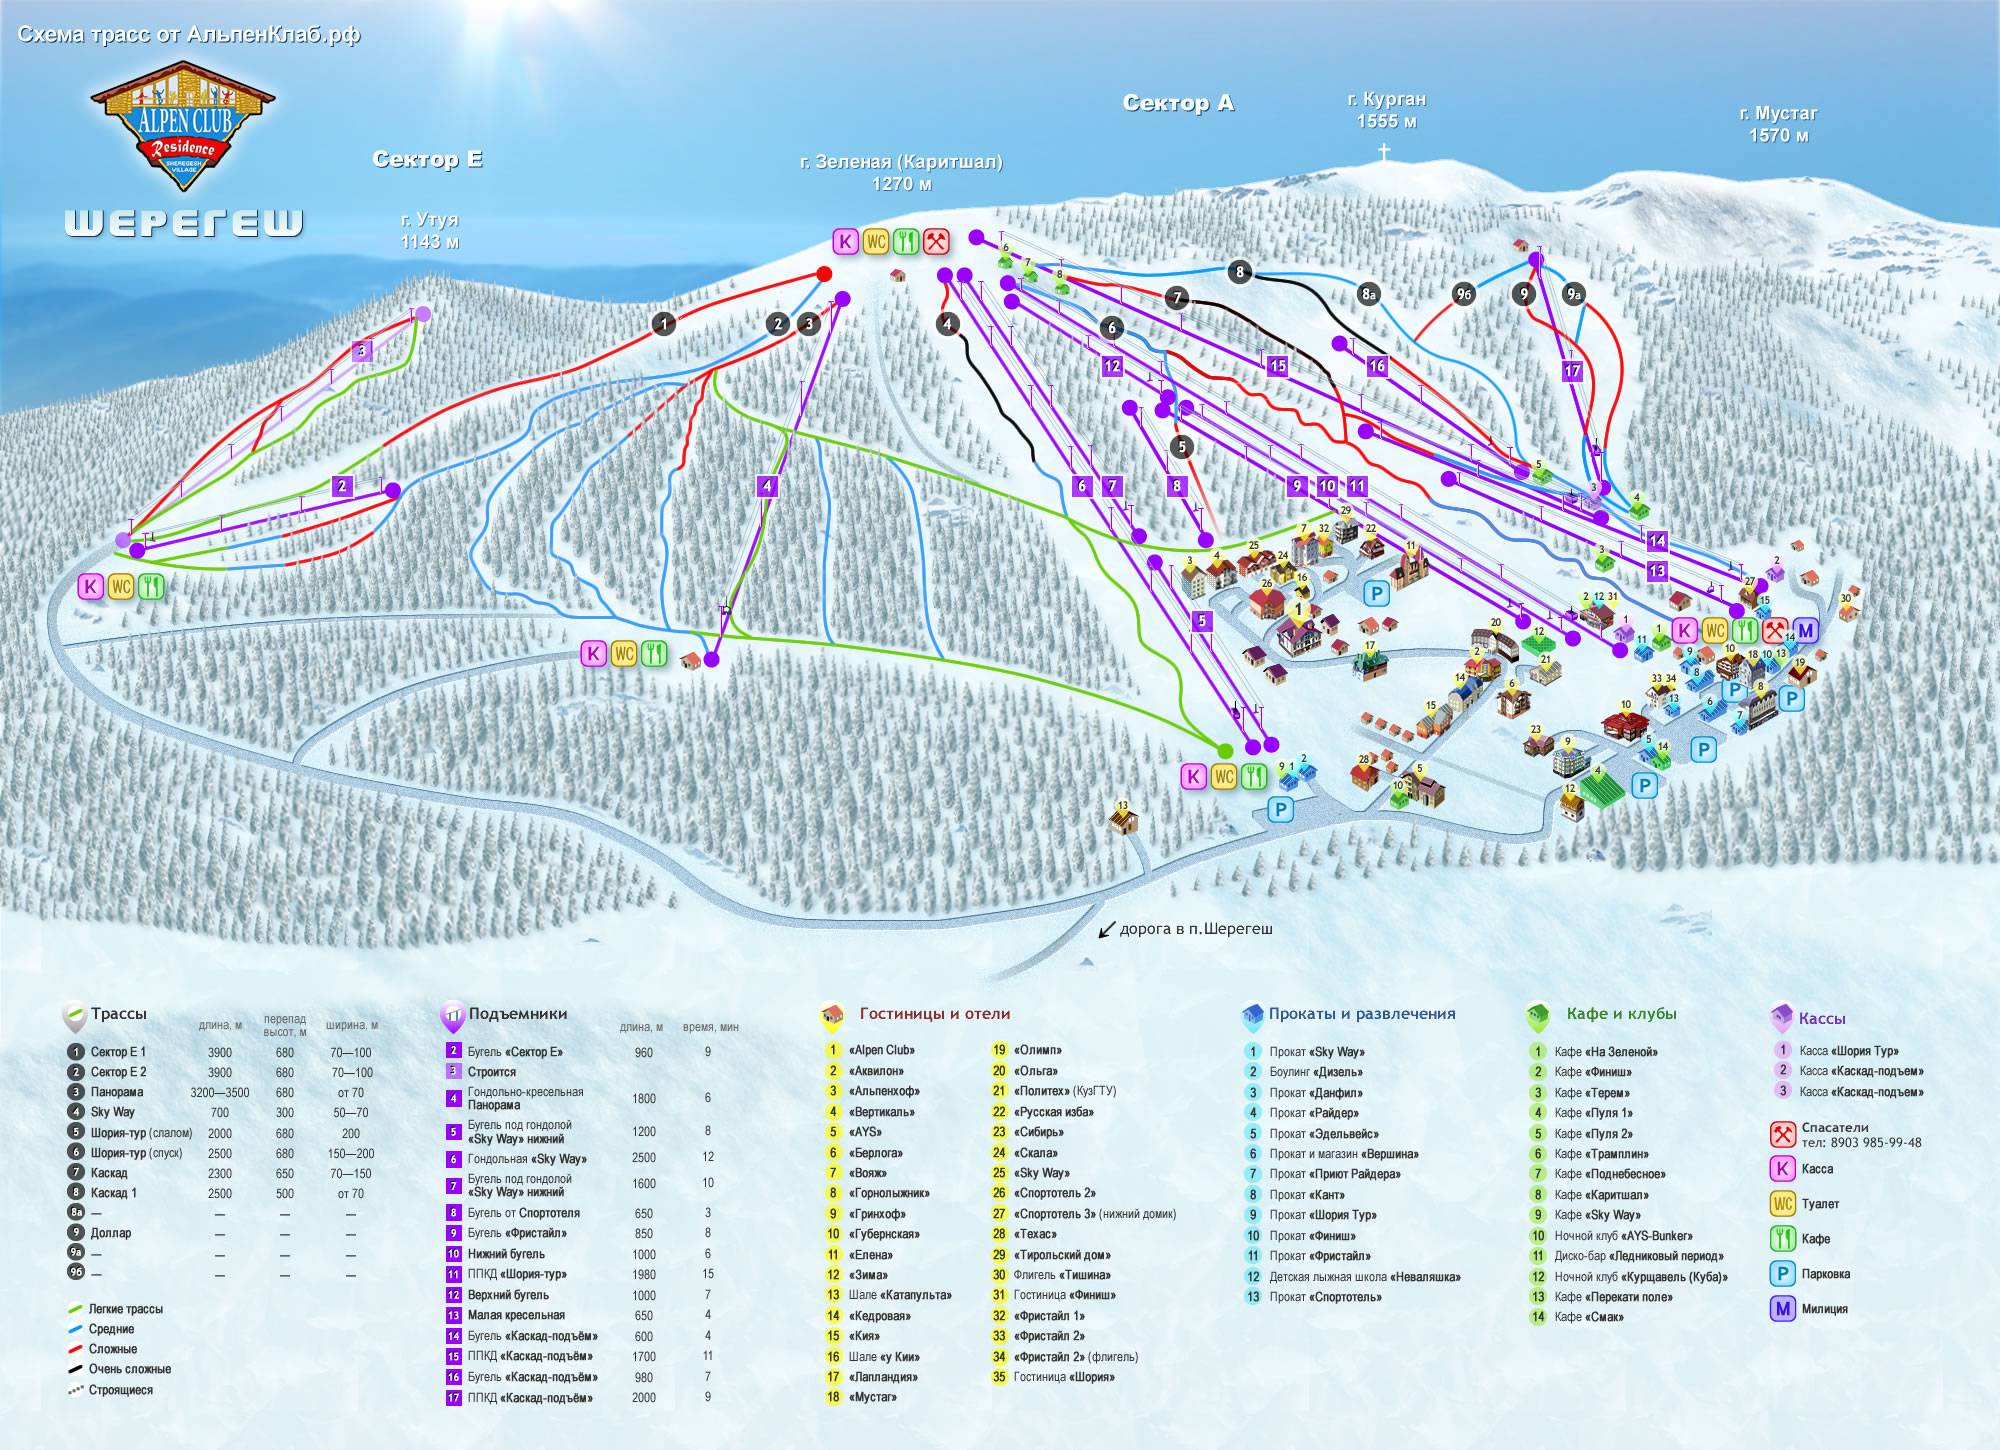 Схема трасс от АльпенКлаб.рф
ALPEN CLUB
Residence
SHEREGESH
VILLAGE
ШЕРЕГЕШ
Сектор Е
г. Утуя
1143 м
г. Зеленая (Каритшал)
1270 м
Сектор А
г. Курган
1555 м
г. Мустаг
1570 м
дорога в п.Шерегеш
Трассы
длина, м
перепад
высот, м
ширина, м
1 Сектор Е 1 3900 680 70—100
2 Сектор Е 2 3900 680 70—100
3 Панорама 3200—3500 680 от 70
4 Sky Way 700 300 50—70
5 Шория-тур (слалом) 2000 680 200
6 Шория-тур (спуск) 2500 680 150—200
7 Каскад 2300 650 70—150
8 Каскад 1 2500 500 от 70
8а — — — —
9 Доллар — — —
9а — — — —
9б — — — —
Легкие трассы
Средние
Сложные
Очень сложные
Строящиеся
Подъемники
длина, м время, мин
2 Бугель «Сектор Е» 960 9
3 Строится
4 Гондольно-кресельная
Панорама 1800 6
5 Бугель под гондолой
«Sky Way» нижний 1200 8
6 Гондольная «Sky Way» 2500 12
7 Бугель под гондолой
«Sky Way» нижний 1600 10
8 Бугель от Спортотеля 650 3
9 Бугель «Фристайл» 850 8
10 Нижний бугель 1000 6
11 ППКД «Шория-тур» 1980 15
12 Верхний бугель 1000 7
13 Малая кресельная 650 4
14 Бугель «Каскад-подъём» 600 4
15 ППКД «Каскад-подъём» 1700 11
16 Бугель «Каскад-подъём» 980 7
17 ППКД «Каскад-подъём» 2000 9
Гостиницы и отели
1 «Alpen Club»
2 «Аквилон»
3 «Альпенхоф»
4 «Вертикаль»
5 «AYS»
6 «Берлога»
7 «Вояж»
8 «Горнолыжник»
9 «Гринхоф»
10 «Губернская»
11 «Елена»
12 «Зима»
13 Шале «Катапульта»
14 «Кедровая»
15 «Кия»
16 Шале «у Кии»
17 «Лапландия»
18 «Мустаг»
19 «Олимп»
20 «Ольга»
21 «Политех» (КузГТУ)
22 «Русская изба»
23 «Сибирь»
24 «Скала»
25 «Sky Way»
26 «Спортотель 2»
27 «Спортотель 3» (нижний домик)
28 «Техас»
29 «Тирольский дом»
30 Флигель «Тишина»
31 Гостиница «Финиш»
32 «Фристайл 1»
33 «Фристайл 2»
34 «Фристайл 2» (флигель)
35 Гостиница «Шория»
Прокаты и развлечения
1 Прокат «Sky Way»
2 Боулинг «Дизель»
3 Прокат «Данфил»
4 Прокат «Райдер»
5 Прокат «Эдельвейс»
6 Прокат и магазин «Вершина»
7 Прокат «Приют Райдера»
8 Прокат «Кант»
9 Прокат «Шория Тур»
10 Прокат «Финиш»
11 Прокат «Фристайл»
12 Детская лыжная школа «Неваляшка»
13 Прокат «Спортотель»
Кафе и клубы
1 Кафе «На Зеленой»
2 Кафе «Финиш»
3 Кафе «Терем»
4 Кафе «Пуля 1»
5 Кафе «Пуля 2»
6 Кафе «Трамплин»
7 Кафе «Поднебесное»
8 Кафе «Каритшал»
9 Кафе «Sky Way»
10 Ночной клуб «AYS-Bunker»
11 Диско-бар «Ледниковый период»
12 Ночной клуб «Курщавель (Куба)»
13 Кафе «Перекати поле»
14 Кафе «Смак»
Кассы
1 Касса «Шория Тур»
2 Касса «Каскад-подъем»
3 Касса «Каскад-подъем»
Спасатели
тел: 8903 985-99-48
К Касса
WC Туалет
Кафе
P Парковка
М Милиция